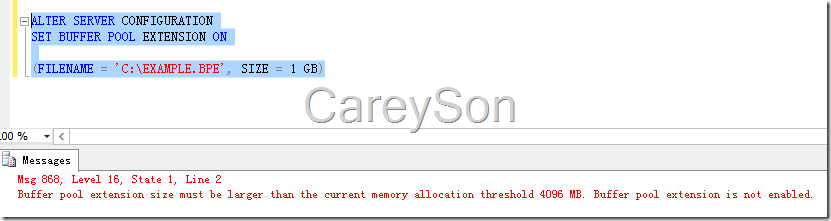 ALTER SERVER CONFIGURATION
SET BUFFER POOL EXTENSION ON
(FILENAME = 'C:\EXAMPLE.BPE', SIZE = 1 GB)
CareySon
100 %
Messages
Msg 868, Level 16, State 1, Line 2
Buffer pool extension size must be larger than the current memory allocation threshold 4096 MB. Buffer pool extension is not enabled.